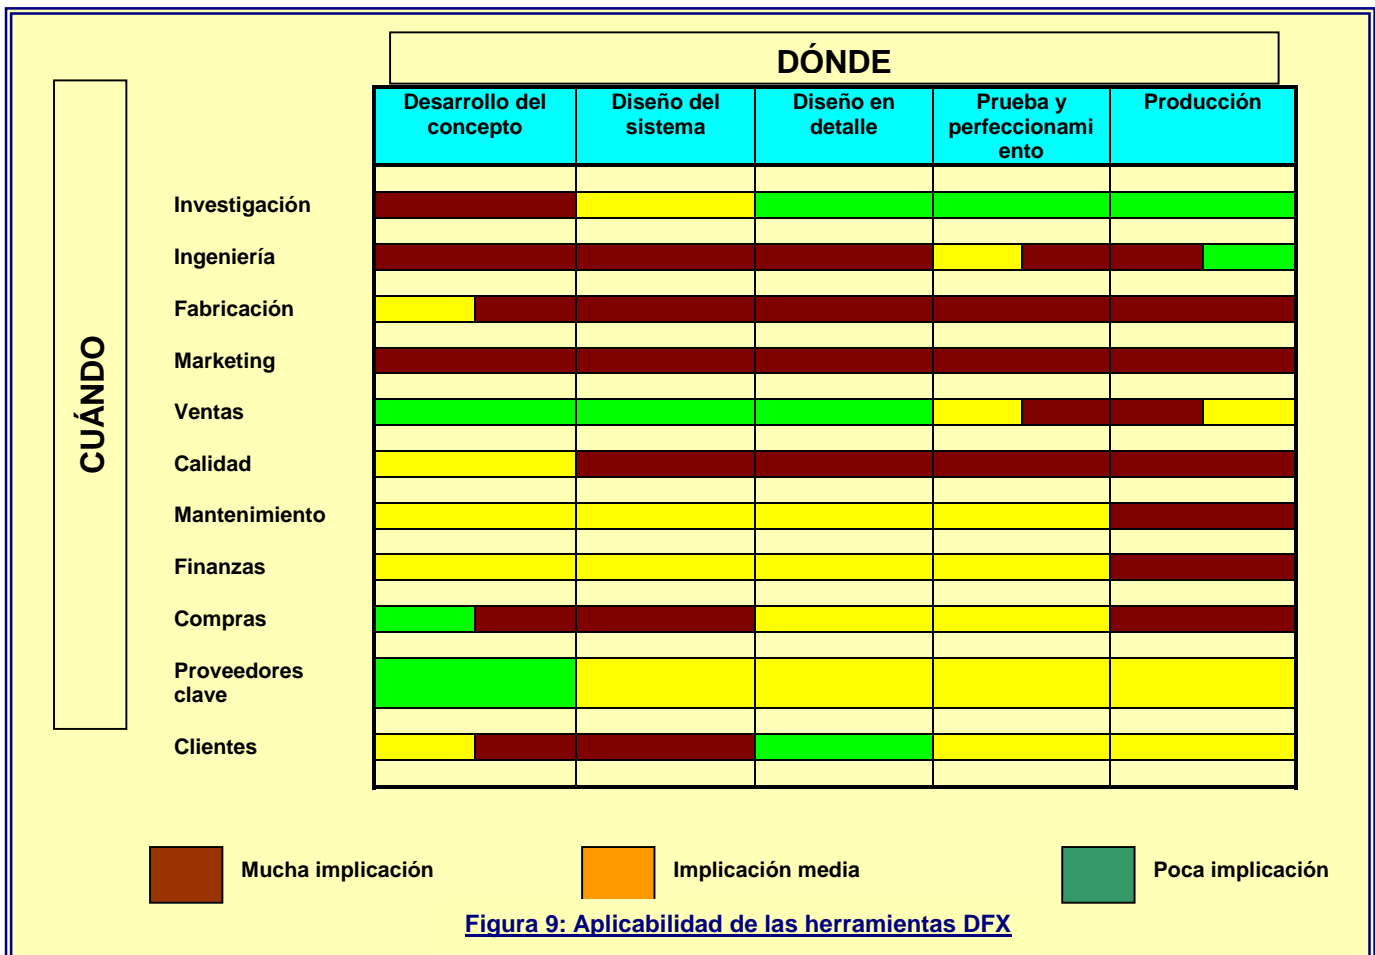 DÓNDE
CUÁNDO
Desarrollo del
concepto
Diseño del
sistema
Diseño en
detalle
Prueba y
perfeccionami
ento
Producción
Investigación
Ingeniería
Fabricación
Marketing
Ventas
Calidad
Mantenimiento
Finanzas
Compras
Proveedores
clave
Clientes
Mucha implicación
Implicación media
Poca implicación
Figura 9: Aplicabilidad de las herramientas DFX